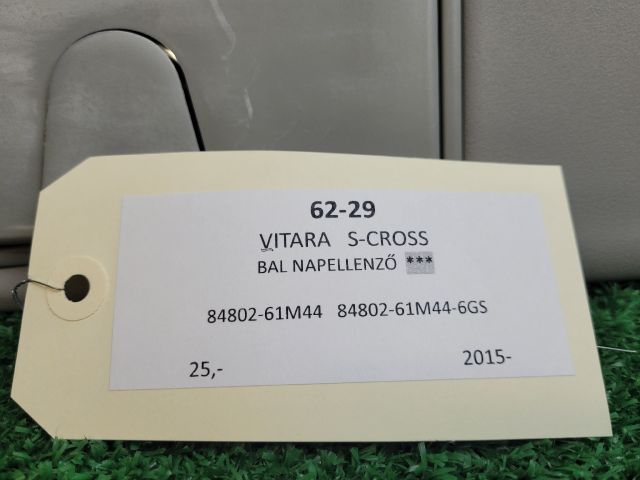 62-29
VITARA S-CROSS
BAL NAPELLENZŐ ***
84802-61M44 84802-61M44-6GS
25,- 2015-